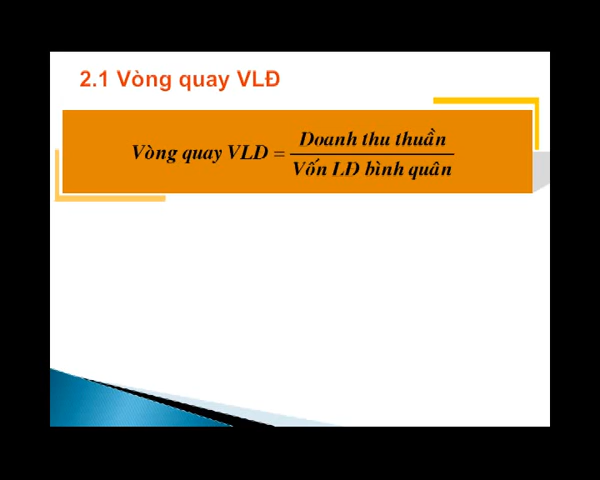 2.1 Vòng quay VLĐ
Vòng quay VLD = Doanh thu thuần
Vốn LĐ bình quân